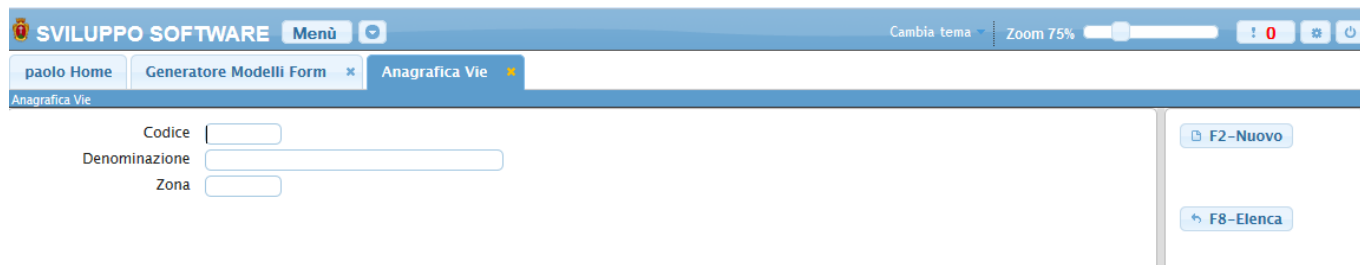 SVILUPPO SOFTWARE Menù Cambia tema Zoom 75% ! 0
paolo Home Generatore Modelli Form × Anagrafica Vie ×
Anagrafica Vie
Codice F2-Nuovo
Denominazione
Zona
F8-Elenca